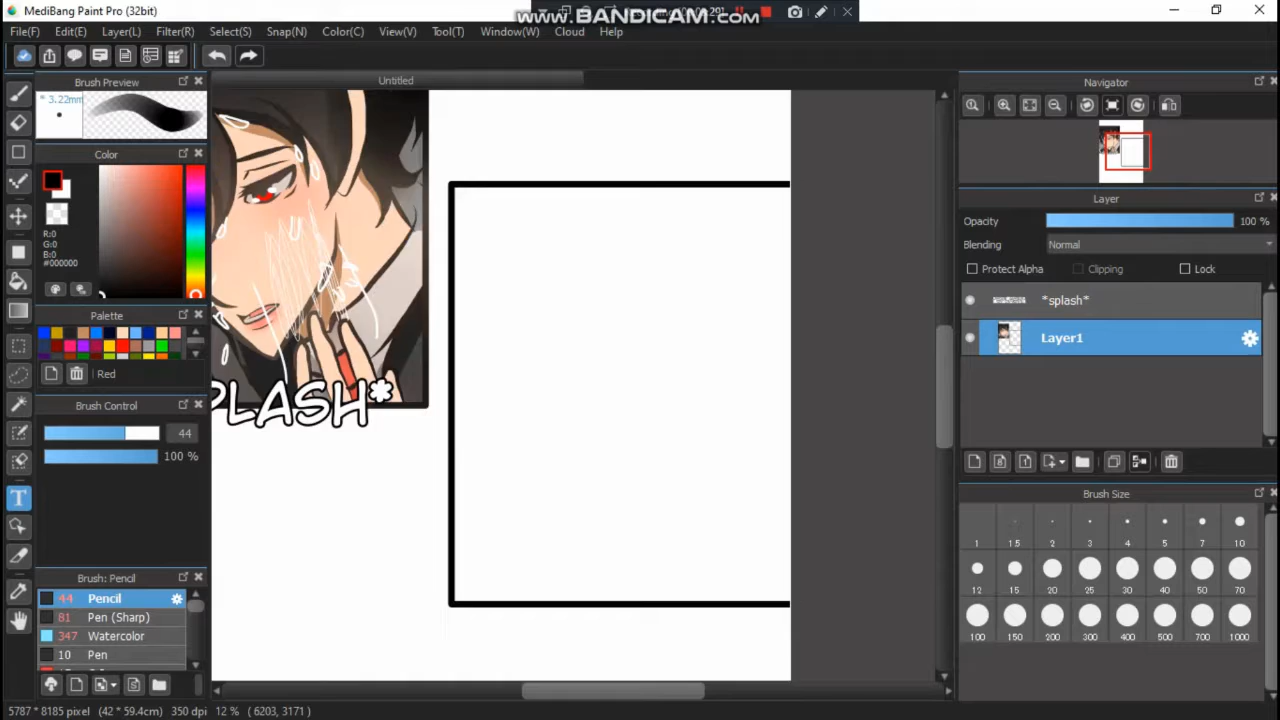 MediBang Paint Pro (32bit)
www.BANDICAM.com
File(F) Edit(E) Layer(L) Filter(R) Select(S) Snap(N) Color(C) View(V) Tool(T) Window(W) Cloud Help
Untitled
Brush Preview
* 3.22mm
Color
R:0
G:0
B:0
#000000
Palette
Red
Brush Control
44
100 %
Brush: Pencil
44 Pencil
81 Pen (Sharp)
347 Watercolor
10 Pen
PLASH*
Navigator
Layer
Opacity 100 %
Blending Normal
Protect Alpha Clipping Lock
*splash*
Layer1
Brush Size
1 1.5 2 3 4 5 7 10
12 15 20 25 30 40 50 70
100 150 200 300 400 500 700 1000
5787 * 8185 pixel (42 * 59.4cm) 350 dpi 12 % ( 6203, 3171 )